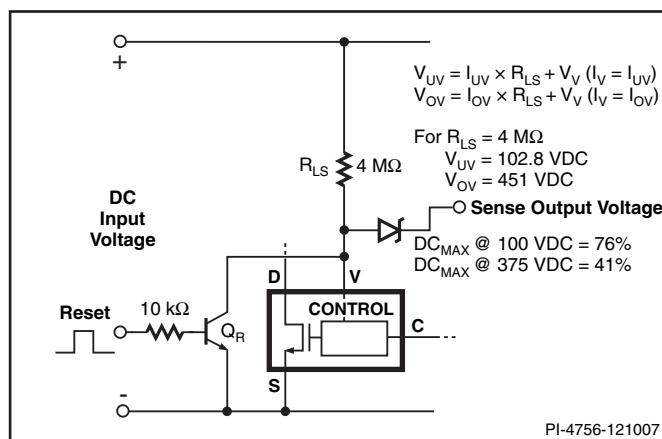 +
V_UV = I_UV × R_LS + V_V (I_V = I_UV)
V_OV = I_OV × R_LS + V_V (I_V = I_OV)
For R_LS = 4 MΩ
V_UV = 102.8 VDC
V_OV = 451 VDC
R_LS 4 MΩ
DC
Input
Voltage
Sense Output Voltage
DC_MAX @ 100 VDC = 76%
DC_MAX @ 375 VDC = 41%
D
V
CONTROL
C
Reset
10 kΩ
Q_R
S
-
PI-4756-121007